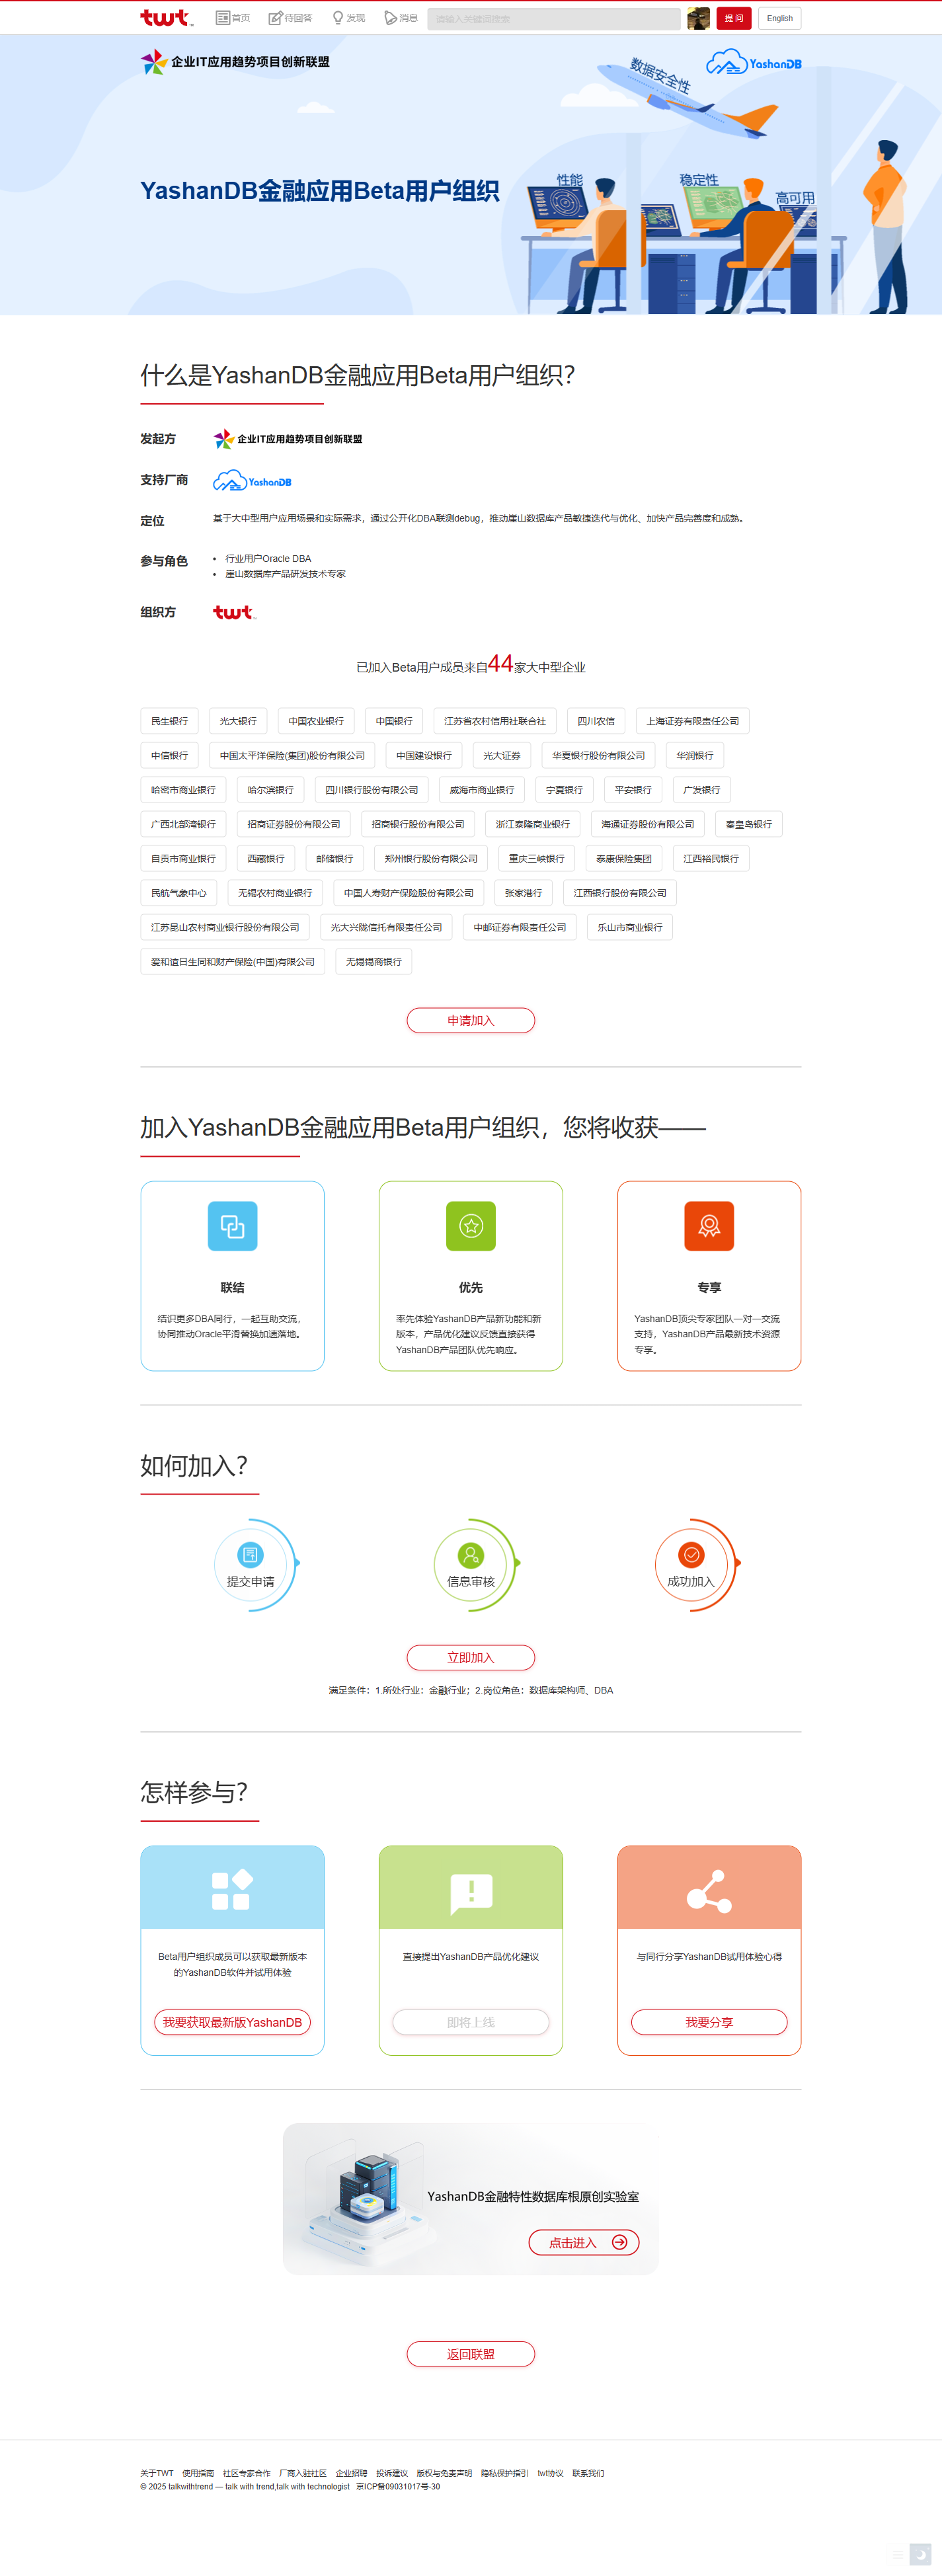 twt
首页
待回答
发现
消息
请输入关键词搜索
提 问
English
企业IT应用趋势项目创新联盟
数据安全性
YashanDB
YashanDB金融应用Beta用户组织
性能
稳定性
高可用
什么是YashanDB金融应用Beta用户组织？
发起方
企业IT应用趋势项目创新联盟
支持厂商
YashanDB
定位
基于大中型用户应用场景和实际需求，通过公开化DBA联测debug，推动崖山数据库产品敏捷迭代与优化、加快产品完善度和成熟。
参与角色
• 行业用户Oracle DBA
• 崖山数据库产品研发技术专家
组织方
twt
已加入Beta用户成员来自44家大中型企业
民生银行 光大银行 中国农业银行 中国银行 江苏省农村信用社联合社 四川农信 上海证券有限责任公司
中信银行 中国太平洋保险(集团)股份有限公司 中国建设银行 光大证券 华夏银行股份有限公司 华润银行
哈密市商业银行 哈尔滨银行 四川银行股份有限公司 威海市商业银行 宁夏银行 平安银行 广发银行
广西北部湾银行 招商证券股份有限公司 招商银行股份有限公司 浙江泰隆商业银行 海通证券股份有限公司 秦皇岛银行
自贡市商业银行 西藏银行 邮储银行 郑州银行股份有限公司 重庆三峡银行 泰康保险集团 江西裕民银行
民航气象中心 无锡农村商业银行 中国人寿财产保险股份有限公司 张家港行 江西银行股份有限公司
江苏昆山农村商业银行股份有限公司 光大兴陇信托有限责任公司 中邮证券有限责任公司 乐山市商业银行
爱和谊日生同和财产保险(中国)有限公司 无锡锡商银行
申请加入
加入YashanDB金融应用Beta用户组织，您将收获——
联结
结识更多DBA同行，一起互助交流，
协同推动Oracle平滑替换加速落地。
优先
率先体验YashanDB产品新功能和新
版本，产品优化建议反馈直接获得
YashanDB产品团队优先响应。
专享
YashanDB顶尖专家团队一对一交流
支持，YashanDB产品最新技术资源
专享。
如何加入？
提交申请
信息审核
成功加入
立即加入
满足条件：1.所处行业：金融行业；2.岗位角色：数据库架构师、DBA
怎样参与？
Beta用户组织成员可以获取最新版本
的YashanDB软件并试用体验
我要获取最新版YashanDB
直接提出YashanDB产品优化建议
即将上线
与同行分享YashanDB试用体验心得
我要分享
YashanDB金融特性数据库根原创实验室
点击进入
返回联盟
关于TWT 使用指南 社区专家合作 厂商入驻社区 企业招聘 投诉建议 版权与免责声明 隐私保护指引 twt协议 联系我们
© 2025 talkwithtrend — talk with trend,talk with technologist 京ICP备09031017号-30